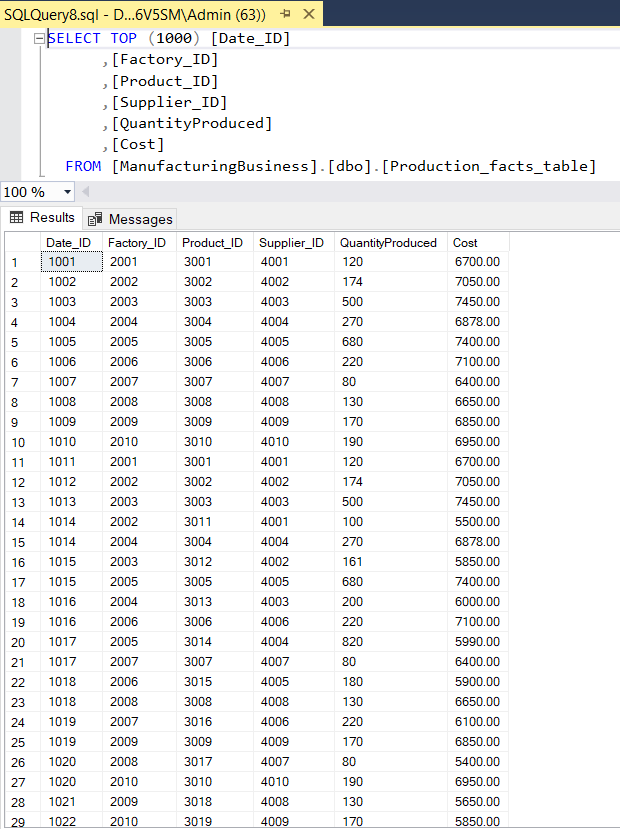 SQLQuery8.sql - D...6V5SM\Admin (63))
SELECT TOP (1000) [Date_ID]
,[Factory_ID]
,[Product_ID]
,[Supplier_ID]
,[QuantityProduced]
,[Cost]
FROM [ManufacturingBusiness].[dbo].[Production_facts_table]
100 %
Results Messages
Date_ID Factory_ID Product_ID Supplier_ID QuantityProduced Cost
1 1001 2001 3001 4001 120 6700.00
2 1002 2002 3002 4002 174 7050.00
3 1003 2003 3003 4003 500 7450.00
4 1004 2004 3004 4004 270 6878.00
5 1005 2005 3005 4005 680 7400.00
6 1006 2006 3006 4006 220 7100.00
7 1007 2007 3007 4007 80 6400.00
8 1008 2008 3008 4008 130 6650.00
9 1009 2009 3009 4009 170 6850.00
10 1010 2010 3010 4010 190 6950.00
11 1011 2001 3001 4001 120 6700.00
12 1012 2002 3002 4002 174 7050.00
13 1013 2003 3003 4003 500 7450.00
14 1014 2002 3011 4001 100 5500.00
15 1014 2004 3004 4004 270 6878.00
16 1015 2003 3012 4002 161 5850.00
17 1015 2005 3005 4005 680 7400.00
18 1016 2004 3013 4003 200 6000.00
19 1016 2006 3006 4006 220 7100.00
20 1017 2005 3014 4004 820 5990.00
21 1017 2007 3007 4007 80 6400.00
22 1018 2006 3015 4005 180 5900.00
23 1018 2008 3008 4008 130 6650.00
24 1019 2007 3016 4006 220 6100.00
25 1019 2009 3009 4009 170 6850.00
26 1020 2008 3017 4007 80 5400.00
27 1020 2010 3010 4010 190 6950.00
28 1021 2009 3018 4008 130 5650.00
29 1022 2010 3019 4009 170 5850.00